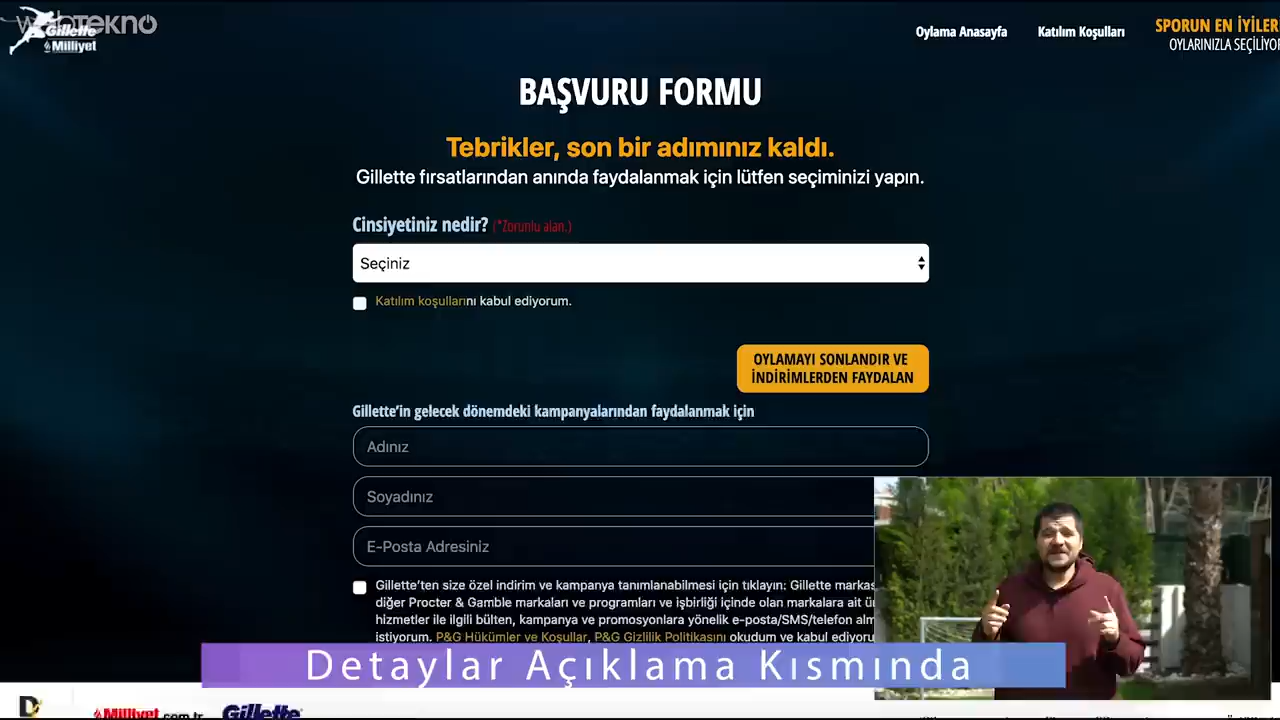 webtekno
Gillette
Milliyet
Oylama Anasayfa
Katılım Koşulları
SPORUN EN İYİLER
OYLARINIZLA SEÇİLİYOR
BAŞVURU FORMU
Tebrikler, son bir adımınız kaldı.
Gillette fırsatlarından anında faydalanmak için lütfen seçiminizi yapın.
Cinsiyetiniz nedir? (*Zorunlu alan.)
Seçiniz
Katılım koşullarını kabul ediyorum.
OYLAMAYI SONLANDIR VE
İNDİRİMLERDEN FAYDALAN
Gillette’in gelecek dönemdeki kampanyalarından faydalanmak için
Adınız
Soyadınız
E-Posta Adresiniz
Gillette’ten size özel indirim ve kampanya tanımlanabilmesi için tıklayın: Gillette markas
diğer Procter & Gamble markaları ve programları ve işbirliği içinde olan markalara ait ür
hizmetler ile ilgili bülten, kampanya ve promosyonlara yönelik e-posta/SMS/telefon alm
istiyorum. P&G Hükümler ve Koşullar, P&G Gizlilik Politikasını okudum ve kabul ediyoru
Detaylar Açıklama Kısmında
D
Milliyet.com.tr
Gillette